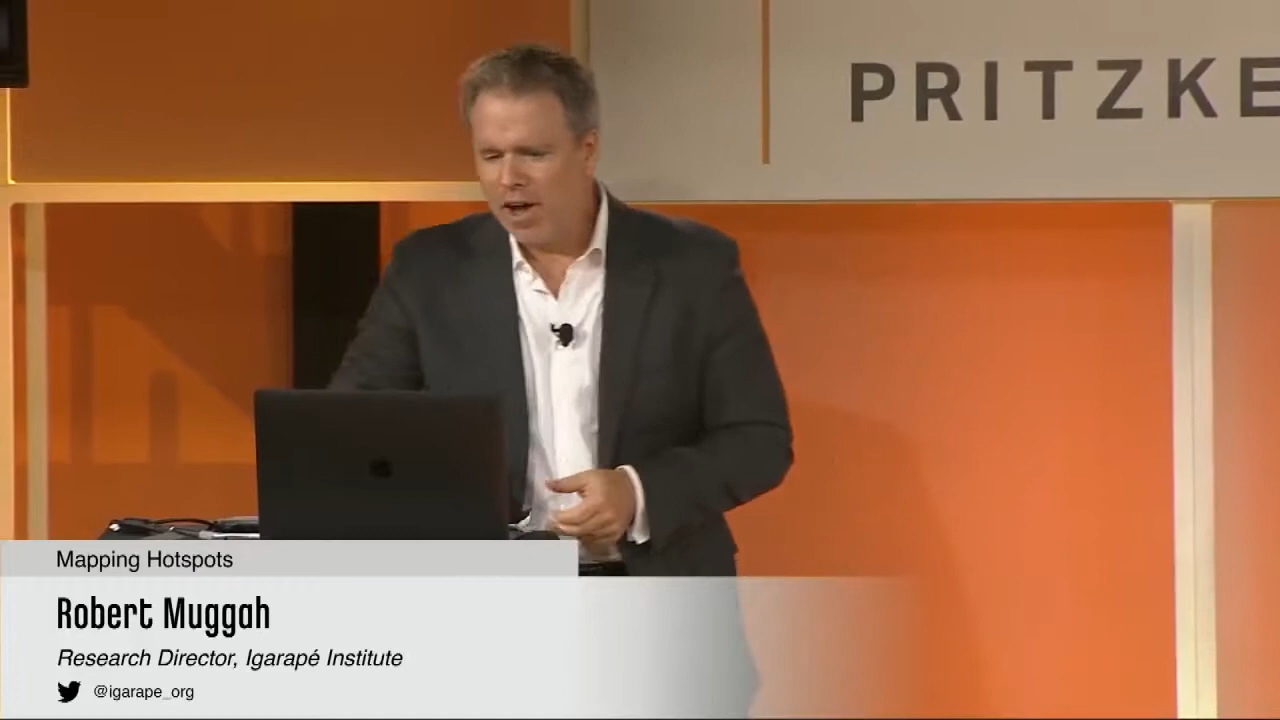 PRITZKE
Mapping Hotspots
Robert Muggah
Research Director, Igarapé Institute
@igarape_org